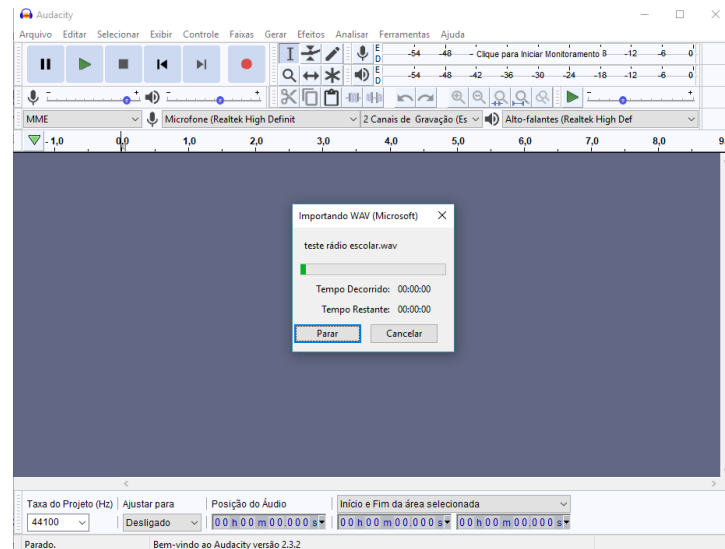 Audacity
Arquivo Editar Selecionar Exibir Controle Faixas Gerar Efeitos Analisar Ferramentas Ajuda
E D -54 -48 - Clique para Iniciar Monitoramento 8 -12 -6 0
E D -54 -48 -42 -36 -30 -24 -18 -12 -6 0
MME Microfone (Realtek High Definit 2 Canais de Gravação (Es Alto-falantes (Realtek High Def
- 1,0 0,0 1,0 2,0 3,0 4,0 5,0 6,0 7,0 8,0 9
Importando WAV (Microsoft)
teste rádio escolar.wav
Tempo Decorrido: 00:00:00
Tempo Restante: 00:00:00
Parar Cancelar
Taxa do Projeto (Hz) Ajustar para Posição do Áudio Início e Fim da área selecionada
44100 Desligado 00 h 00 m 00.000 s 00 h 00 m 00.000 s 00 h 00 m 00.000 s
Parado. Bem-vindo ao Audacity versão 2.3.2